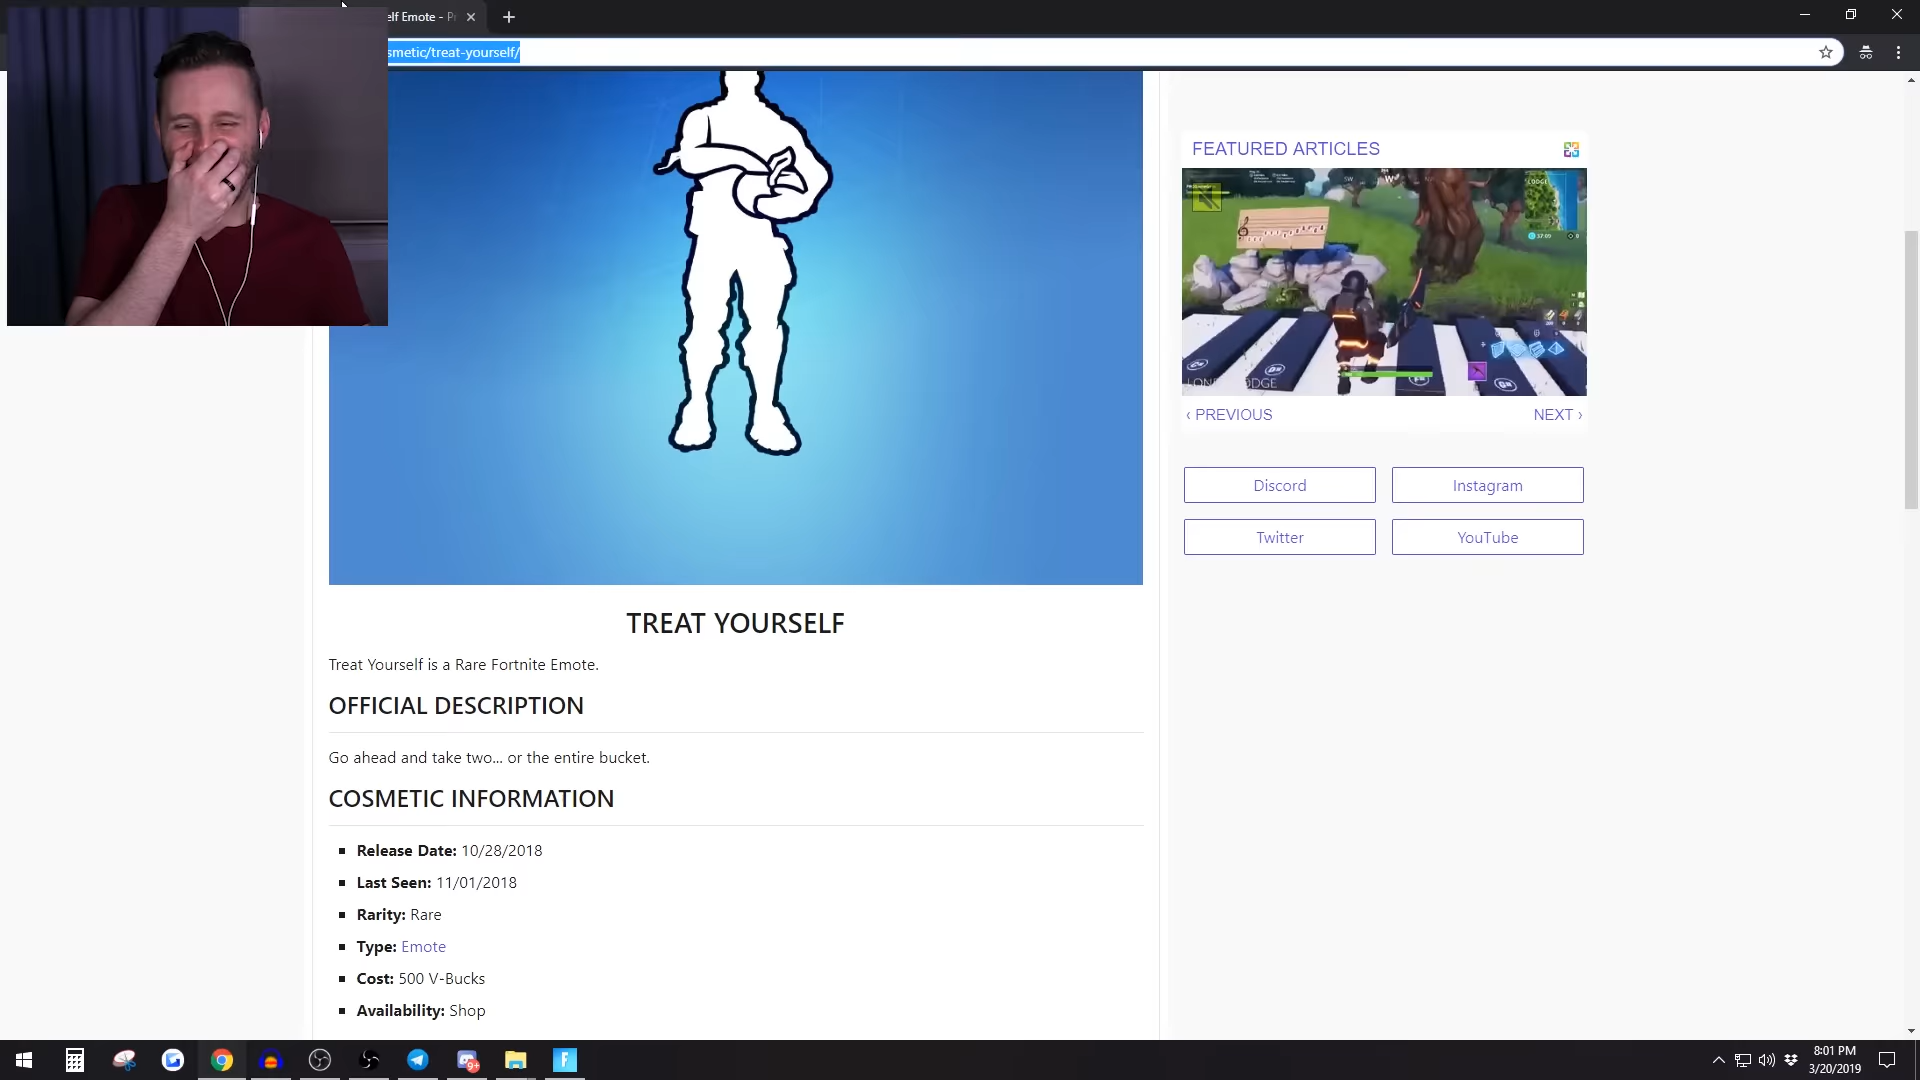 elf Emote - P
smetic/treat-yourself/
FEATURED ARTICLES
LODGE
‹ PREVIOUS
NEXT ›
Discord
Instagram
Twitter
YouTube
TREAT YOURSELF
Treat Yourself is a Rare Fortnite Emote.
OFFICIAL DESCRIPTION
Go ahead and take two... or the entire bucket.
COSMETIC INFORMATION
Release Date: 10/28/2018
Last Seen: 11/01/2018
Rarity: Rare
Type: Emote
Cost: 500 V-Bucks
Availability: Shop
9+
F
8:01 PM
3/20/2019